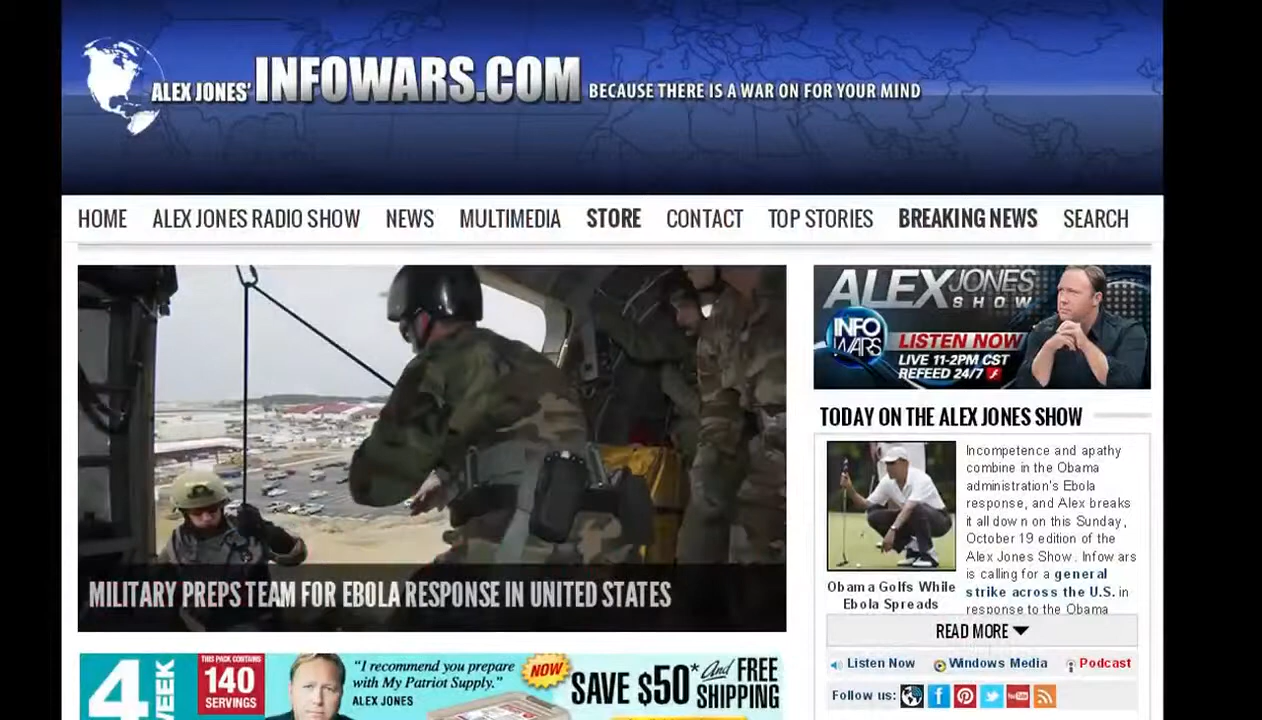 ALEX JONES' INFOWARS.COM BECAUSE THERE IS A WAR ON FOR YOUR MIND
HOME ALEX JONES RADIO SHOW NEWS MULTIMEDIA STORE CONTACT TOP STORIES BREAKING NEWS SEARCH
MILITARY PREPS TEAM FOR EBOLA RESPONSE IN UNITED STATES
4 WEEK
THIS PACK CONTAINS
140
SERVINGS
"I recommend you prepare
with My Patriot Supply."
ALEX JONES
NOW
SAVE $50* And FREE
SHIPPING
ALEX JONES
SHOW
INFO
WARS
LISTEN NOW
LIVE 11-2PM CST
REFEED 24/7
TODAY ON THE ALEX JONES SHOW
Obama Golfs While
Ebola Spreads
Incompetence and apathy
combine in the Obama
administration's Ebola
response, and Alex breaks
it all down on this Sunday,
October 19 edition of the
Alex Jones Show. Infowars
is calling for a general
strike across the U.S. in
response to the Obama
READ MORE
Listen Now Windows Media Podcast
Follow us:
You Tube